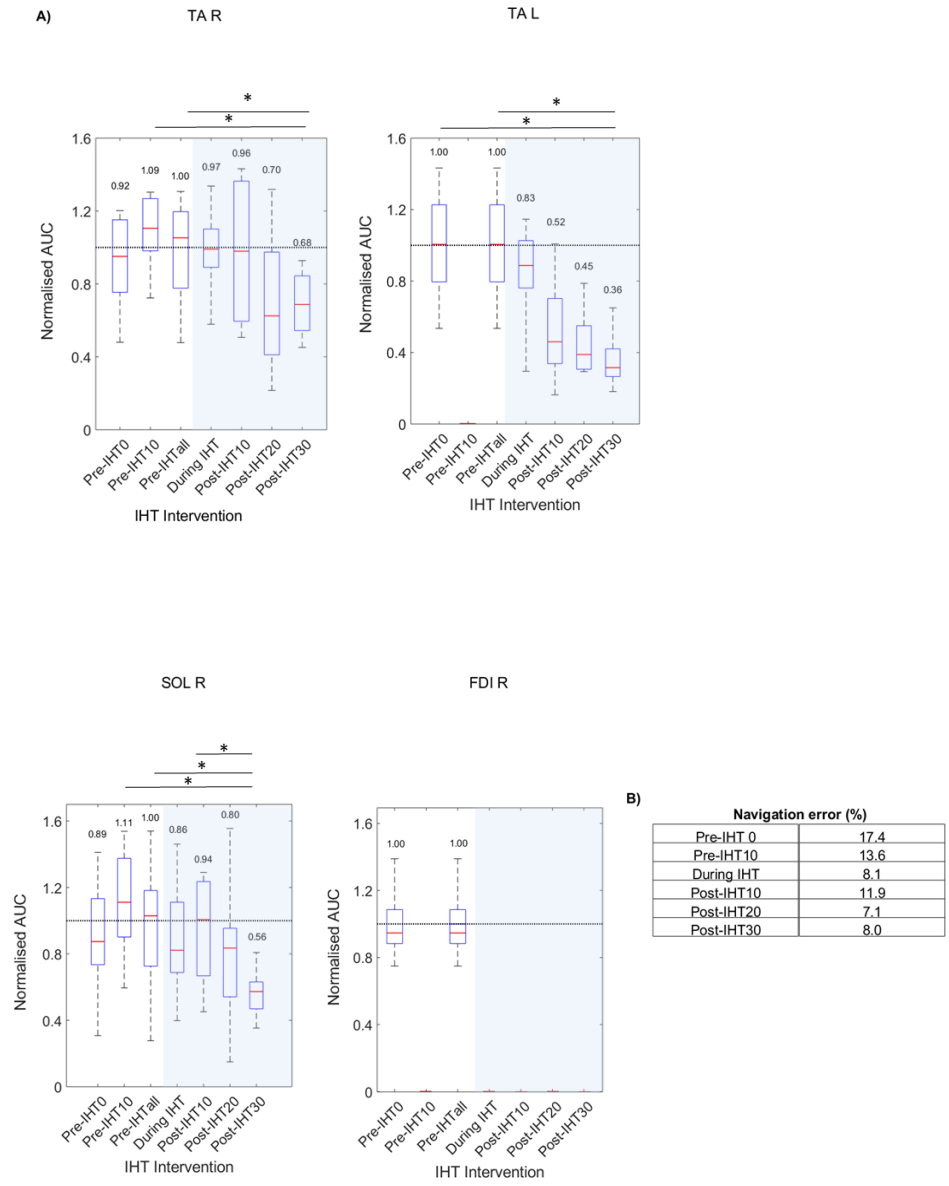 A)
TA R
TA L
*
*
*
*
Normalised AUC
1.6
1.2
0.8
0.4
0
0.92
1.09
1.00
0.97
0.96
0.70
0.68
Pre-IHT0
Pre-IHT10
Pre-IHTall
During IHT
Post-IHT10
Post-IHT20
Post-IHT30
IHT Intervention
Normalised AUC
1.6
1.2
0.8
0.4
0
1.00
1.00
0.83
0.52
0.45
0.36
Pre-IHT0
Pre-IHT10
Pre-IHTall
During IHT
Post-IHT10
Post-IHT20
Post-IHT30
IHT Intervention
SOL R
FDI R
*
*
*
Normalised AUC
1.6
1.2
0.8
0.4
0
0.89
1.11
1.00
0.86
0.94
0.80
0.56
Pre-IHT0
Pre-IHT10
Pre-IHTall
During IHT
Post-IHT10
Post-IHT20
Post-IHT30
IHT Intervention
Normalised AUC
1.6
1.2
0.8
0.4
0
1.00
1.00
Pre-IHT0
Pre-IHT10
Pre-IHTall
During IHT
Post-IHT10
Post-IHT20
Post-IHT30
IHT Intervention
B)
Navigation error (%)
Pre-IHT 0 17.4
Pre-IHT10 13.6
During IHT 8.1
Post-IHT10 11.9
Post-IHT20 7.1
Post-IHT30 8.0